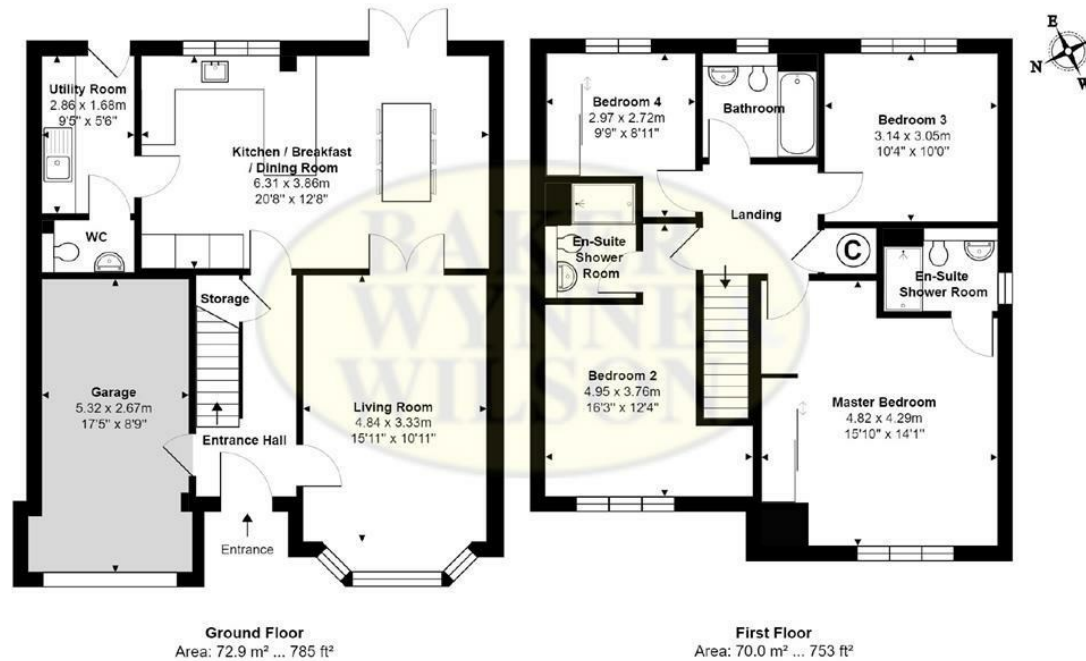 E
N
W
Utility Room
2.86 x 1.68m
9'5" x 5'6"
Kitchen / Breakfast
/ Dining Room
6.31 x 3.86m
20'8" x 12'8"
WC
Storage
Garage
5.32 x 2.67m
17'5" x 8'9"
Entrance Hall
Living Room
4.84 x 3.33m
15'11" x 10'11"
Entrance
Ground Floor
Area: 72.9 m² ... 785 ft²
Bedroom 4
2.97 x 2.72m
9'9" x 8'11"
Bathroom
Bedroom 3
3.14 x 3.05m
10'4" x 10'0"
Landing
En-Suite
Shower
Room
C
En-Suite
Shower Room
Bedroom 2
4.95 x 3.76m
16'3" x 12'4"
Master Bedroom
4.82 x 4.29m
15'10" x 14'1"
First Floor
Area: 70.0 m² ... 753 ft²
BAKER
WYNNE
WILSON